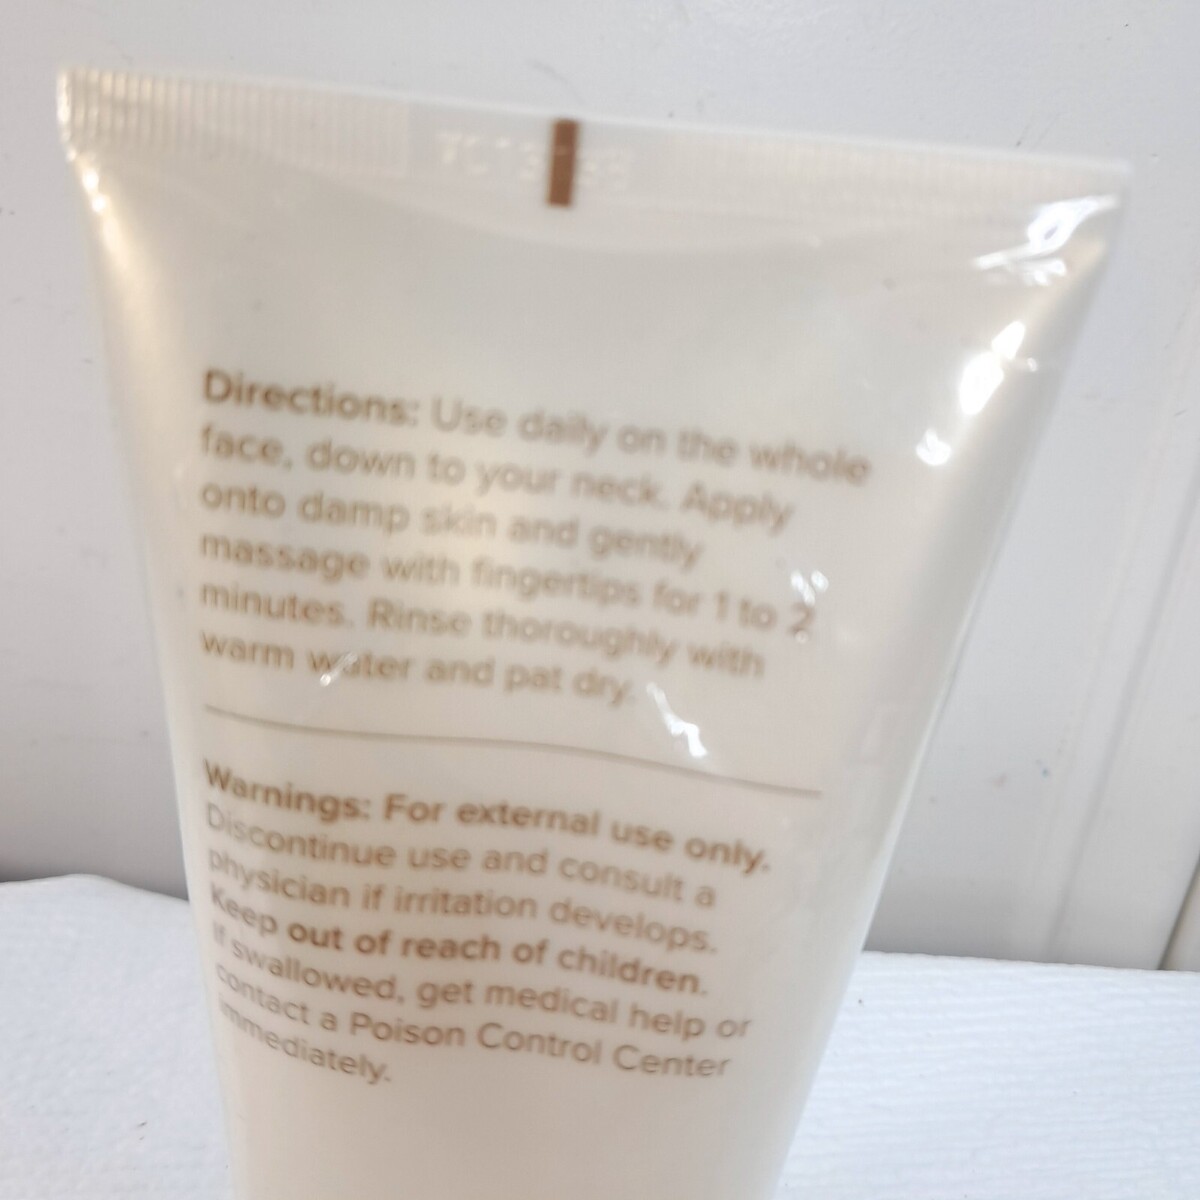 Directions: Use daily on the whole
face, down to your neck. Apply
onto damp skin and gently
massage with fingertips for 1 to 2
minutes. Rinse thoroughly with
warm water and pat dry.
Warnings: For external use only.
Discontinue use and consult a
physician if irritation develops.
Keep out of reach of children.
If swallowed, get medical help or
contact a Poison Control Center
immediately.